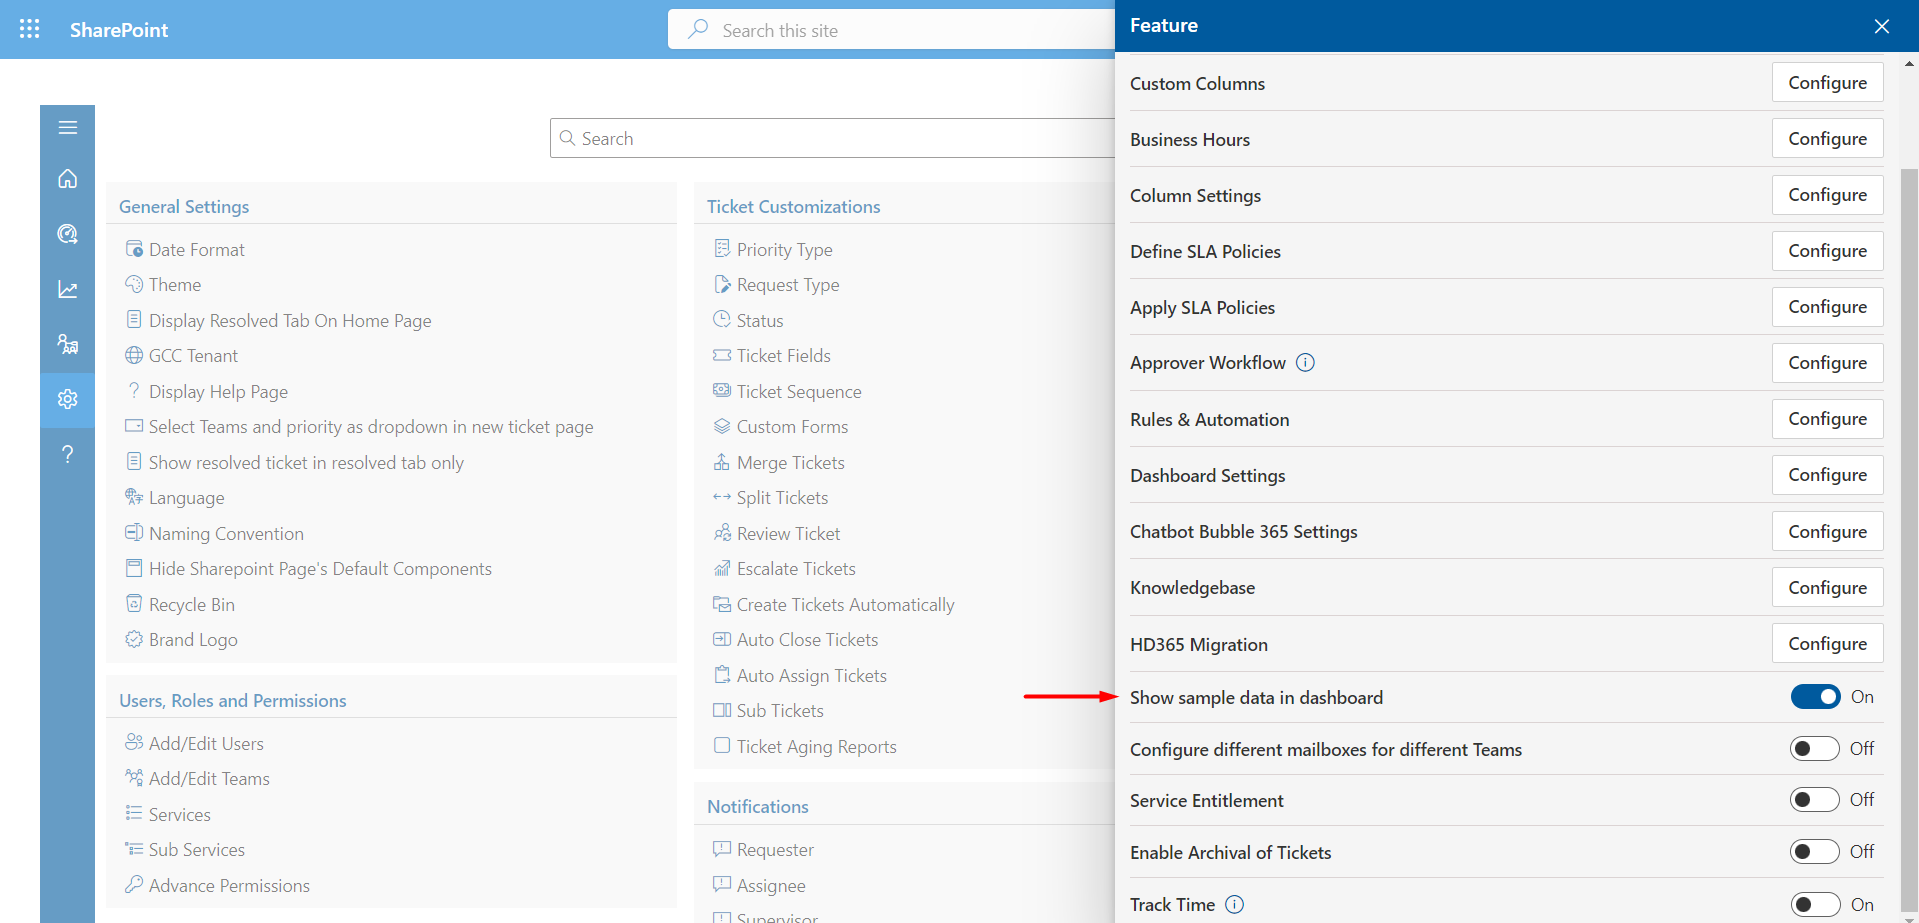 SharePoint
Search this site
Search
General Settings
Date Format
Theme
Display Resolved Tab On Home Page
GCC Tenant
Display Help Page
Select Teams and priority as dropdown in new ticket page
Show resolved ticket in resolved tab only
Language
Naming Convention
Hide Sharepoint Page's Default Components
Recycle Bin
Brand Logo
Users, Roles and Permissions
Add/Edit Users
Add/Edit Teams
Services
Sub Services
Advance Permissions
Ticket Customizations
Priority Type
Request Type
Status
Ticket Fields
Ticket Sequence
Custom Forms
Merge Tickets
Split Tickets
Review Ticket
Escalate Tickets
Create Tickets Automatically
Auto Close Tickets
Auto Assign Tickets
Sub Tickets
Ticket Aging Reports
Notifications
Requester
Assignee
Supervisor
Feature
Custom Columns Configure
Business Hours Configure
Column Settings Configure
Define SLA Policies Configure
Apply SLA Policies Configure
Approver Workflow Configure
Rules & Automation Configure
Dashboard Settings Configure
Chatbot Bubble 365 Settings Configure
Knowledgebase Configure
HD365 Migration Configure
Show sample data in dashboard On
Configure different mailboxes for different Teams Off
Service Entitlement Off
Enable Archival of Tickets Off
Track Time On